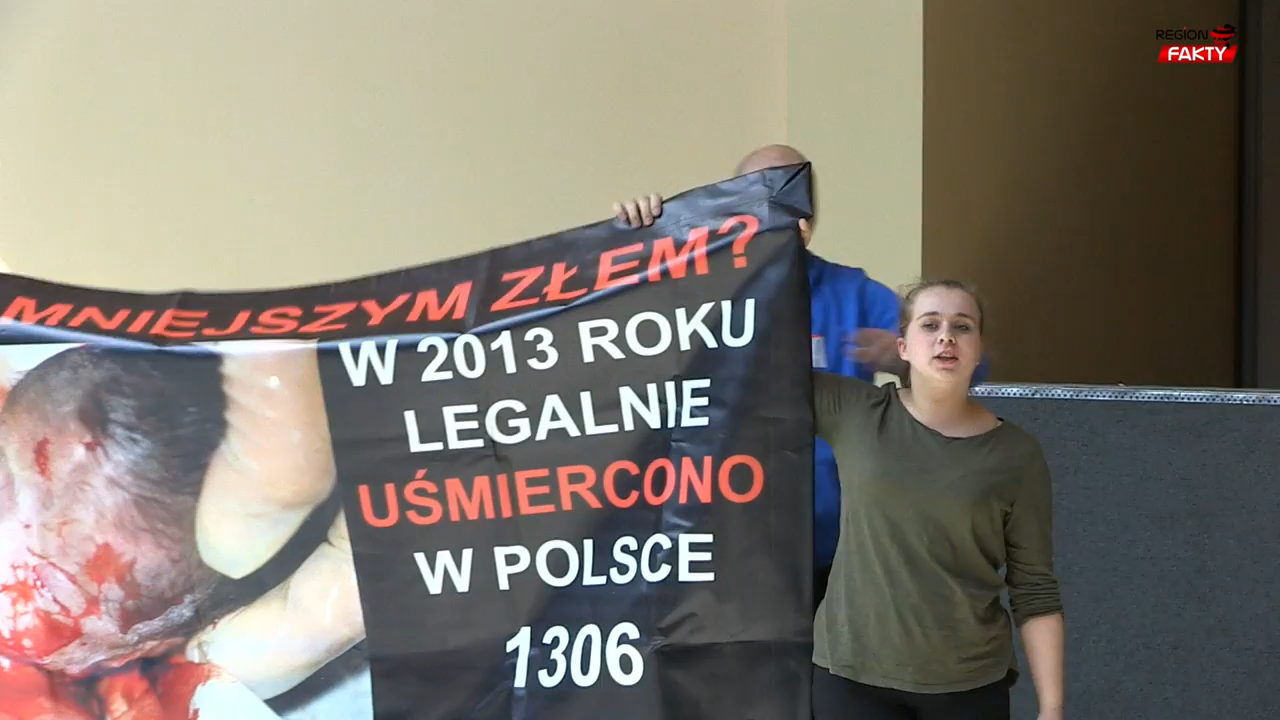 REGION
FAKTY
MNIEJSZYM ZŁEM?
W 2013 ROKU
LEGALNIE
UŚMIERCONO
W POLSCE
1306